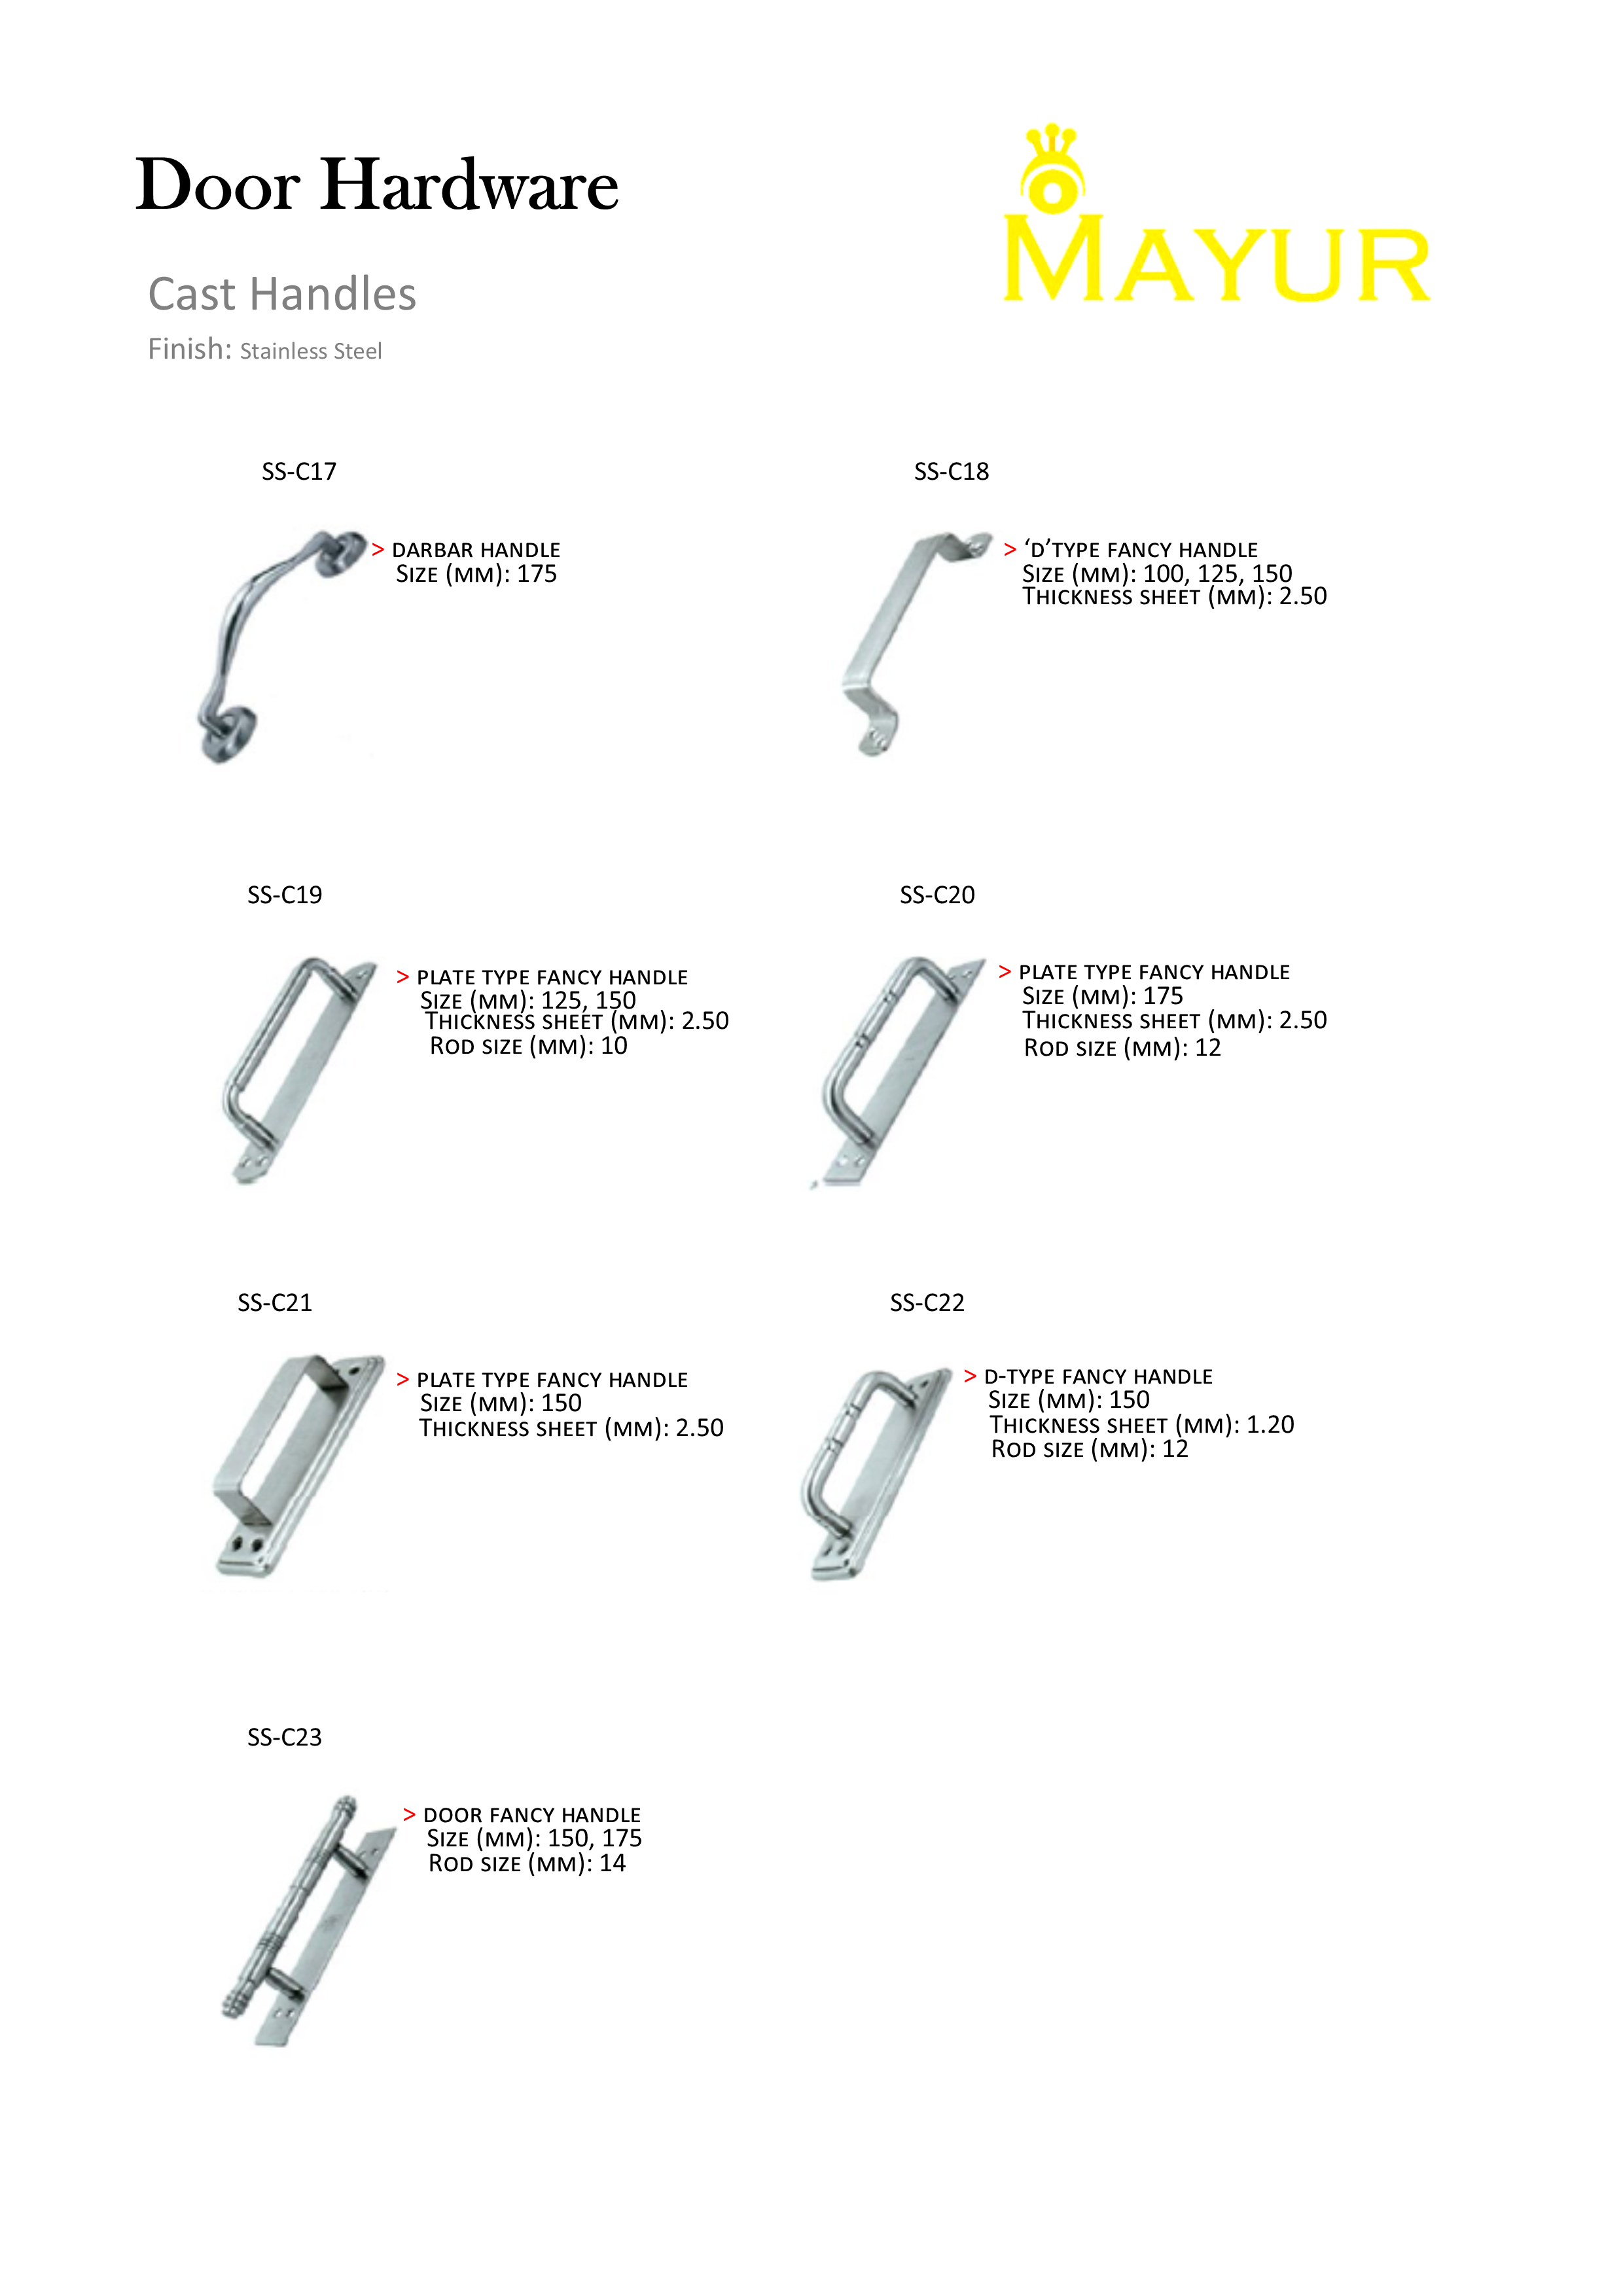 Door Hardware
MAYUR
Cast Handles
Finish: Stainless Steel
SS-C17
> DARBAR HANDLE
SIZE (MM): 175
SS-C18
> ‘D’TYPE FANCY HANDLE
SIZE (MM): 100, 125, 150
THICKNESS SHEET (MM): 2.50
SS-C19
> PLATE TYPE FANCY HANDLE
SIZE (MM): 125, 150
THICKNESS SHEET (MM): 2.50
ROD SIZE (MM): 10
SS-C20
> PLATE TYPE FANCY HANDLE
SIZE (MM): 175
THICKNESS SHEET (MM): 2.50
ROD SIZE (MM): 12
SS-C21
> PLATE TYPE FANCY HANDLE
SIZE (MM): 150
THICKNESS SHEET (MM): 2.50
SS-C22
> D-TYPE FANCY HANDLE
SIZE (MM): 150
THICKNESS SHEET (MM): 1.20
ROD SIZE (MM): 12
SS-C23
> DOOR FANCY HANDLE
SIZE (MM): 150, 175
ROD SIZE (MM): 14